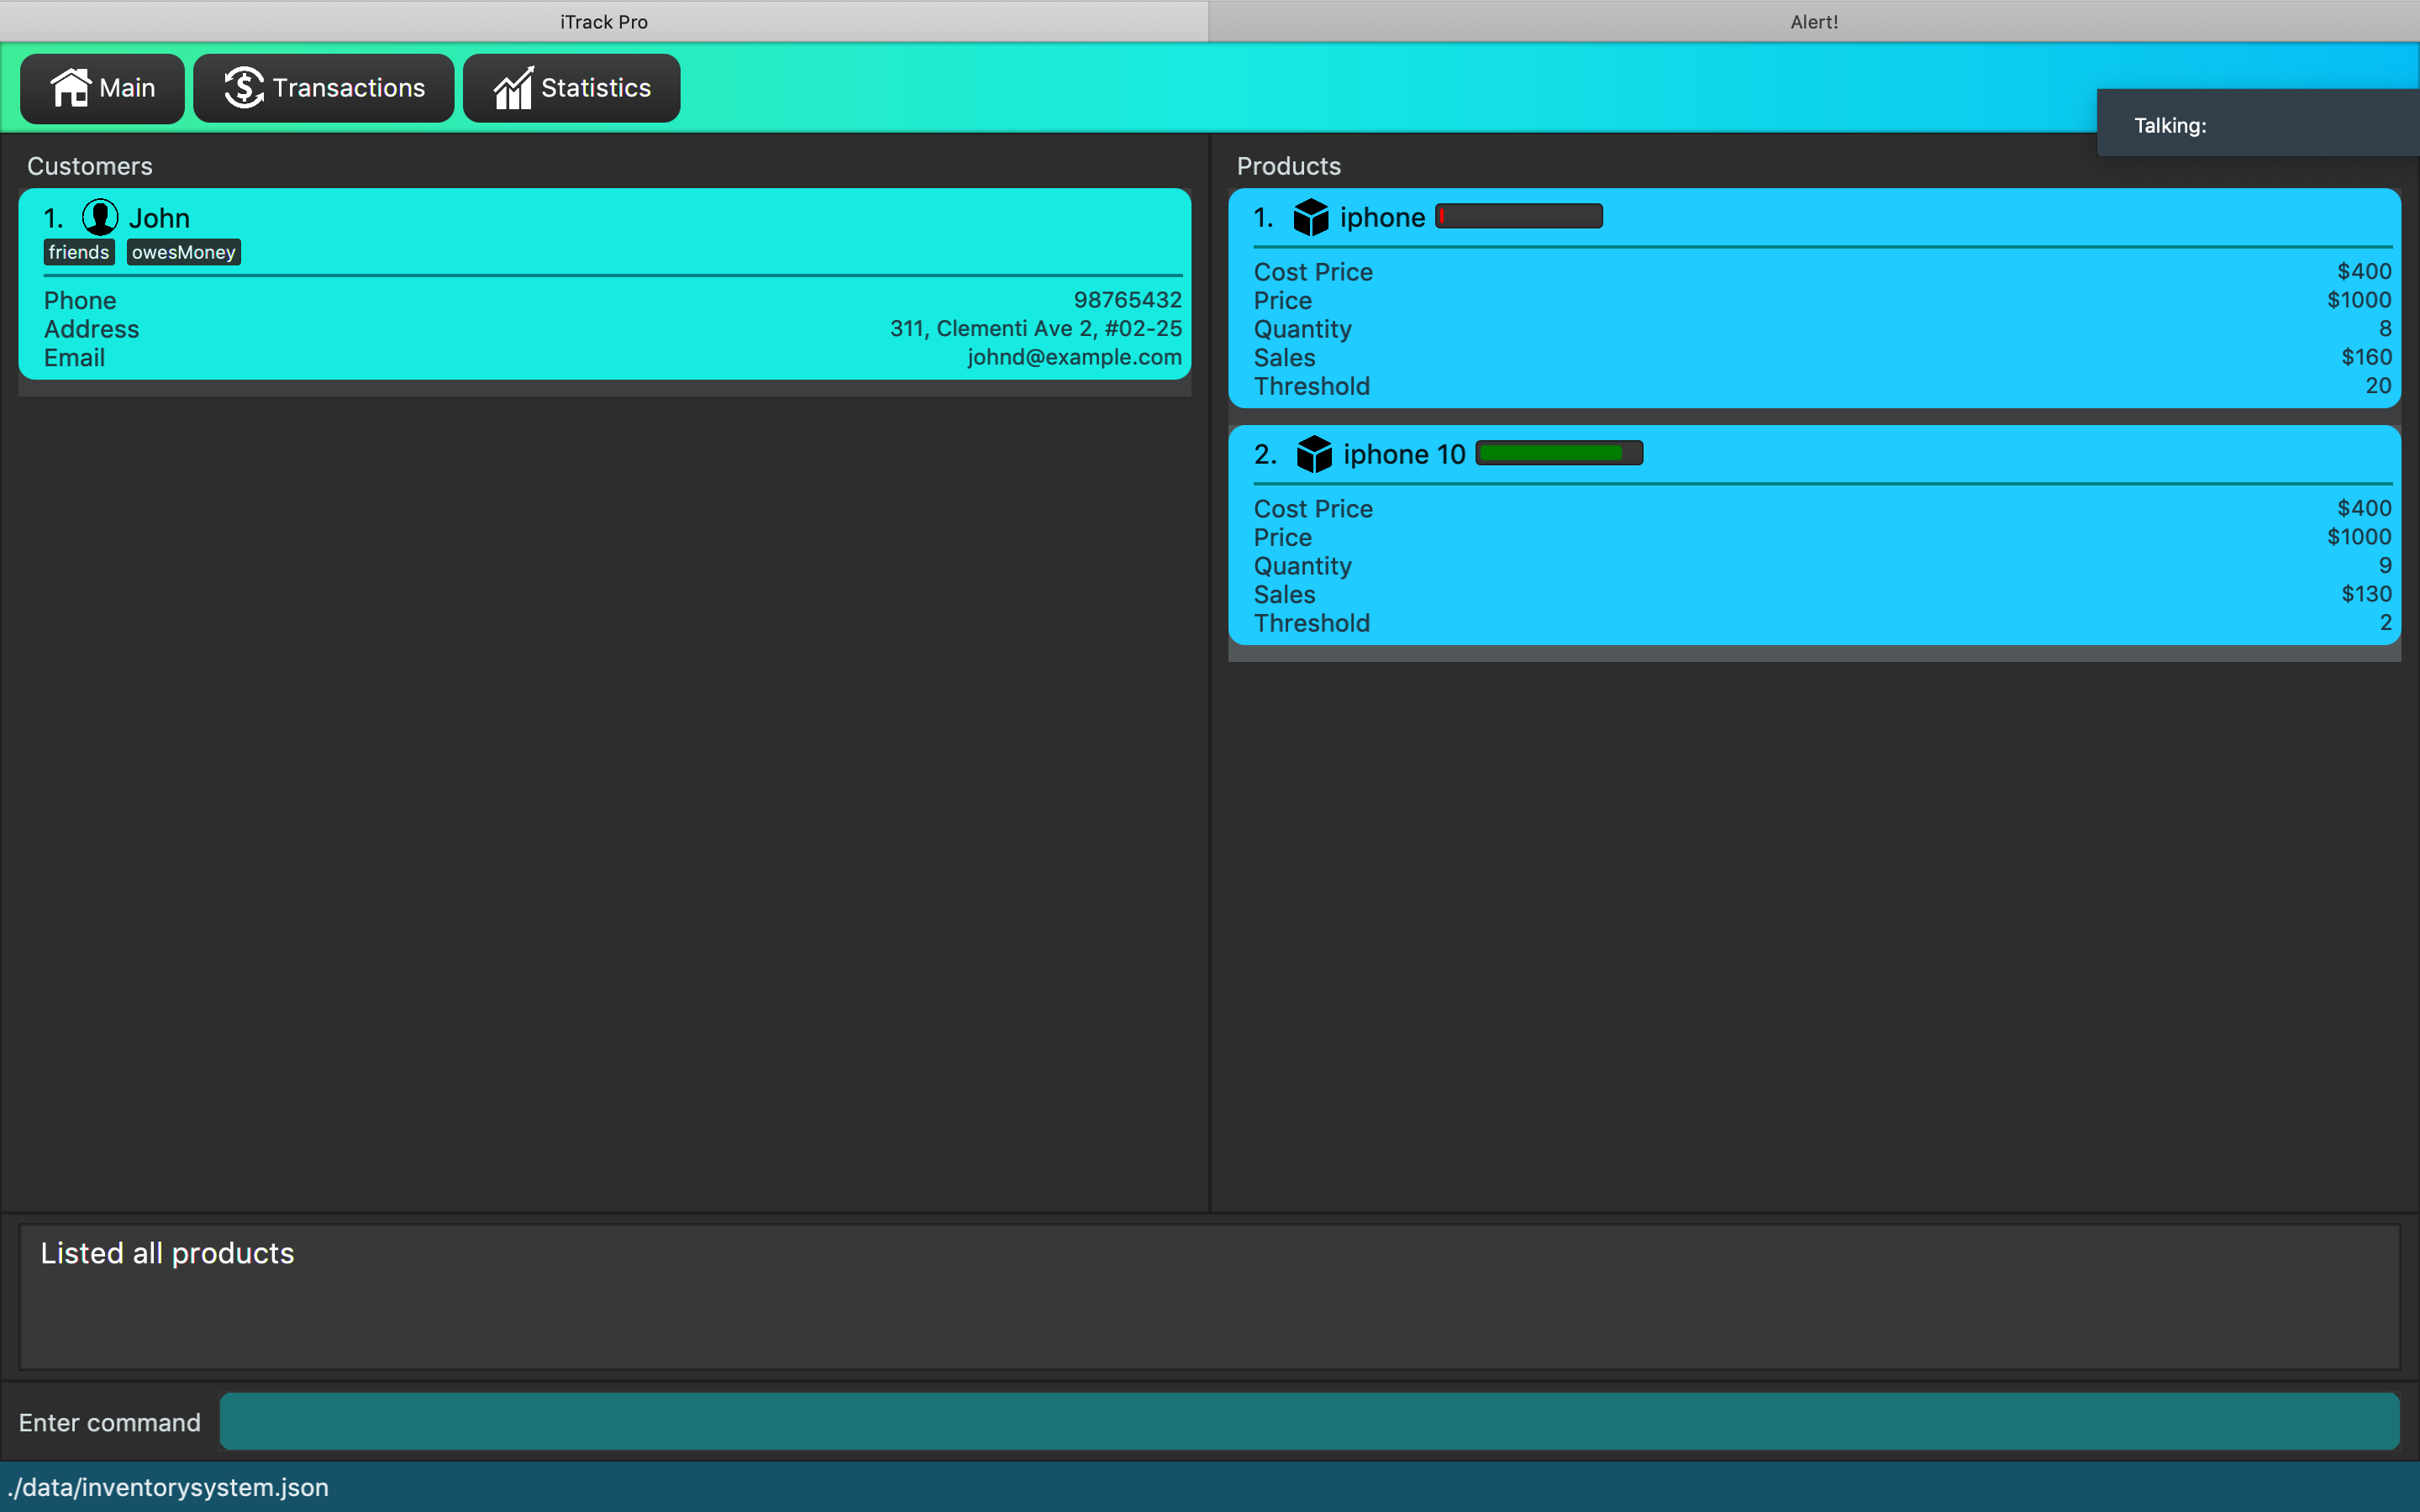 iTrack Pro
Alert!
Main
Transactions
Statistics
Talking:
Customers
1. John
friends owesMoney
Phone 98765432
Address 311, Clementi Ave 2, #02-25
Email johnd@example.com
Products
1. iphone
Cost Price $400
Price $1000
Quantity 8
Sales $160
Threshold 20
2. iphone 10
Cost Price $400
Price $1000
Quantity 9
Sales $130
Threshold 2
Listed all products
Enter command
./data/inventorysystem.json